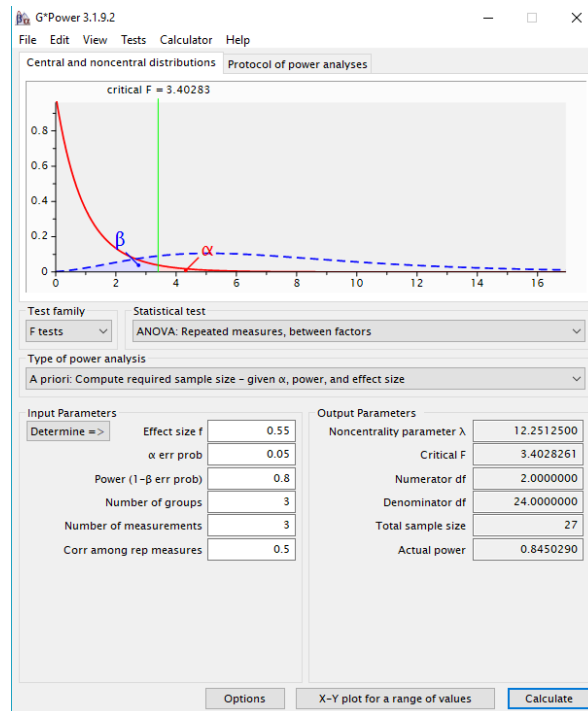 G*Power 3.1.9.2
File Edit View Tests Calculator Help
Central and noncentral distributions Protocol of power analyses
critical F = 3.40283
0.8
0.6
0.4
0.2
0
β
α
0 2 4 6 8 10 12 14 16
Test family Statistical test
F tests ANOVA: Repeated measures, between factors
Type of power analysis
A priori: Compute required sample size - given α, power, and effect size
Input Parameters Output Parameters
Determine => Effect size f 0.55 Noncentrality parameter λ 12.2512500
α err prob 0.05 Critical F 3.4028261
Power (1-β err prob) 0.8 Numerator df 2.0000000
Number of groups 3 Denominator df 24.0000000
Number of measurements 3 Total sample size 27
Corr among rep measures 0.5 Actual power 0.8450290
Options X-Y plot for a range of values Calculate